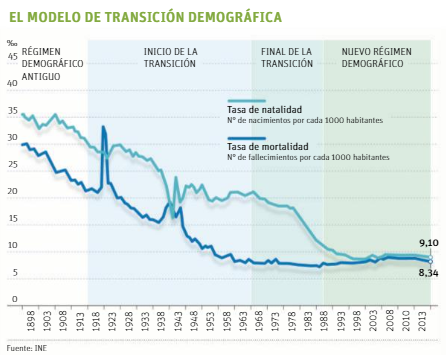 EL MODELO DE TRANSICIÓN DEMOGRÁFICA
‰
RÉGIMEN
DEMOGRÁFICO
ANTIGUO
INICIO DE LA
TRANSICIÓN
FINAL DE LA
TRANSICIÓN
NUEVO RÉGIMEN
DEMOGRÁFICO
45
40
35
30
25
20
15
10
5
0
Tasa de natalidad
Nº de nacimientos por cada 1000 habitantes
Tasa de mortalidad
Nº de fallecimientos por cada 1000 habitantes
9,10
8,34
1898
1903
1908
1913
1918
1923
1928
1933
1938
1943
1948
1953
1958
1963
1968
1973
1978
1983
1988
1993
1998
2003
2008
2013
Fuente: INE